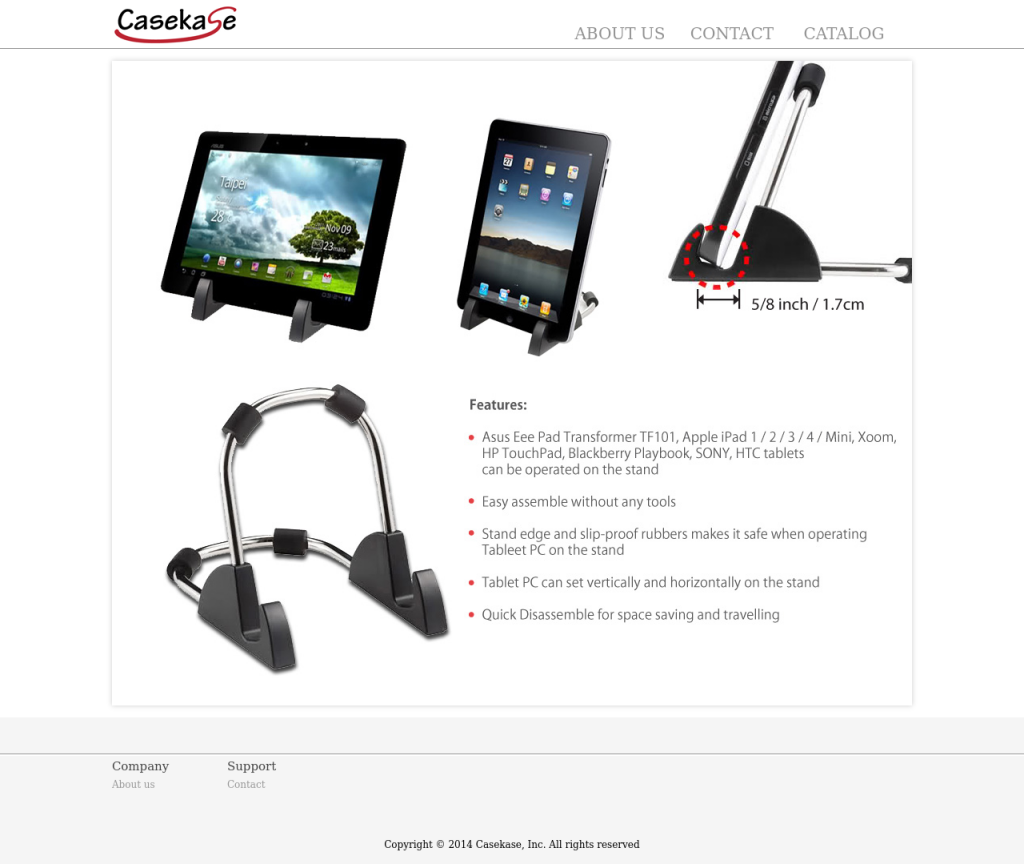 CasekaSe
ABOUT US CONTACT CATALOG
Taipei
28
Nov 09
23 mails
27
5/8 inch / 1.7cm
Features:
Asus Eee Pad Transformer TF101, Apple iPad 1 / 2 / 3 / 4 / Mini, Xoom,
HP TouchPad, Blackberry Playbook, SONY, HTC tablets
can be operated on the stand
Easy assemble without any tools
Stand edge and slip-proof rubbers makes it safe when operating
Tableet PC on the stand
Tablet PC can set vertically and horizontally on the stand
Quick Disassemble for space saving and travelling
Company Support
About us Contact
Copyright © 2014 Casekase, Inc. All rights reserved